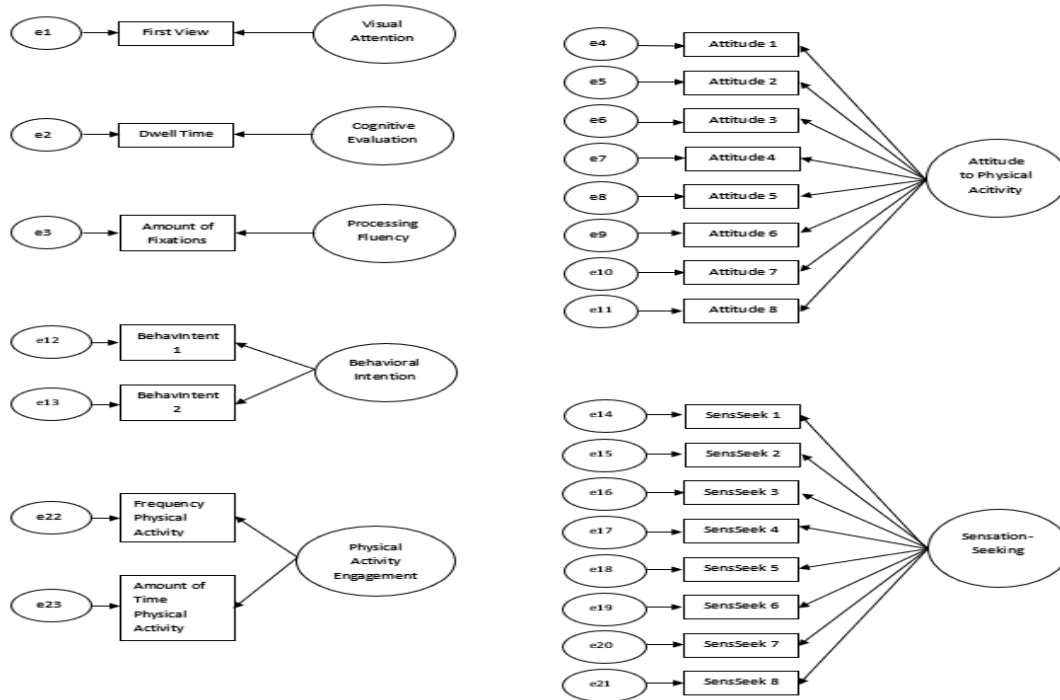 e1
First View
Visual
Attention
e2
Dwell Time
Cognitive
Evaluation
e3
Amount of
Fixations
Processing
Fluency
e12
BehavIntent
1
e13
BehavIntent
2
Behavioral
Intention
e22
Frequency
Physical
Activity
e23
Amount of
Time
Physical
Activity
Physical
Activity
Engagement
e4
Attitude 1
e5
Attitude 2
e6
Attitude 3
e7
Attitude 4
e8
Attitude 5
e9
Attitude 6
e10
Attitude 7
e11
Attitude 8
Attitude
to Physical
Acitivity
e14
SensSeek 1
e15
SensSeek 2
e16
SensSeek 3
e17
SensSeek 4
e18
SensSeek 5
e19
SensSeek 6
e20
SensSeek 7
e21
SensSeek 8
Sensation-
Seeking